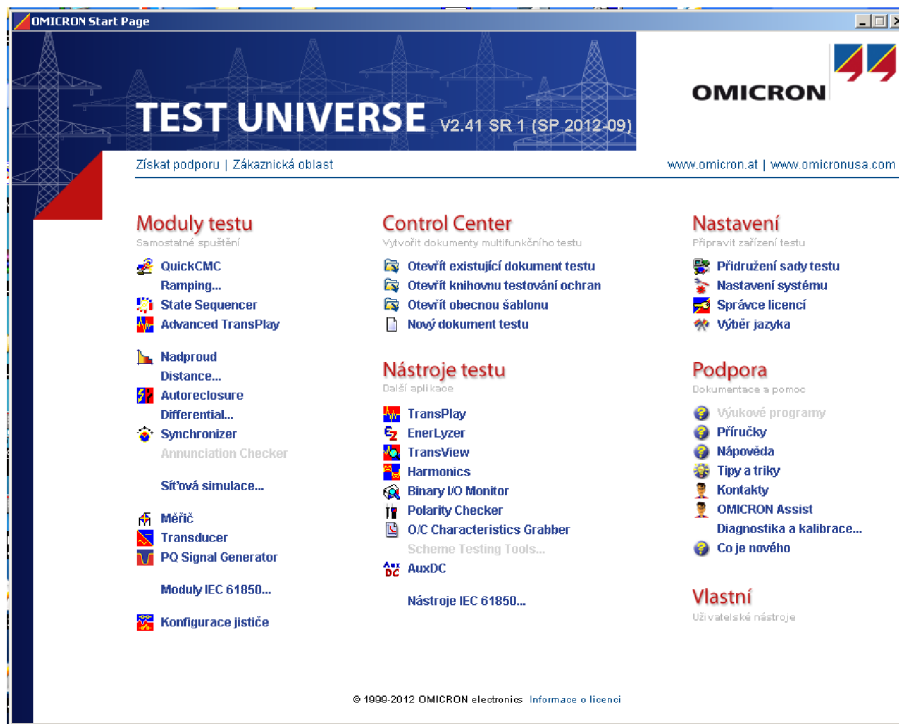 OMICRON Start Page
TEST UNIVERSE V2.41 SR 1 (SP 2012-09)
OMICRON
Získat podporu | Zákaznická oblast
www.omicron.at | www.omicronusa.com
Moduly testu
Samostatné spuštění
QuickCMC
Ramping...
State Sequencer
Advanced TransPlay
Nadproud
Distance...
Autoreclosure
Differential...
Synchronizer
Annunciation Checker
Síťová simulace...
Měřič
Transducer
PQ Signal Generator
Moduly IEC 61850...
Konfigurace jističe
Control Center
Vytvořit dokumenty multifunkčního testu
Otevřít existující dokument testu
Otevřít knihovnu testování ochran
Otevřít obecnou šablonu
Nový dokument testu
Nástroje testu
Další aplikace
TransPlay
EnerLyzer
TransView
Harmonics
Binary I/O Monitor
Polarity Checker
O/C Characteristics Grabber
Scheme Testing Tools...
AuxDC
Nástroje IEC 61850...
Nastavení
Připravit zařízení testu
Přidružení sady testu
Nastavení systému
Správce licencí
Výběr jazyka
Podpora
Dokumentace a pomoc
Výukové programy
Příručky
Nápověda
Tipy a triky
Kontakty
OMICRON Assist
Diagnostika a kalibrace...
Co je nového
Vlastní
Uživatelské nástroje
© 1999-2012 OMICRON electronics. Informace o licenci